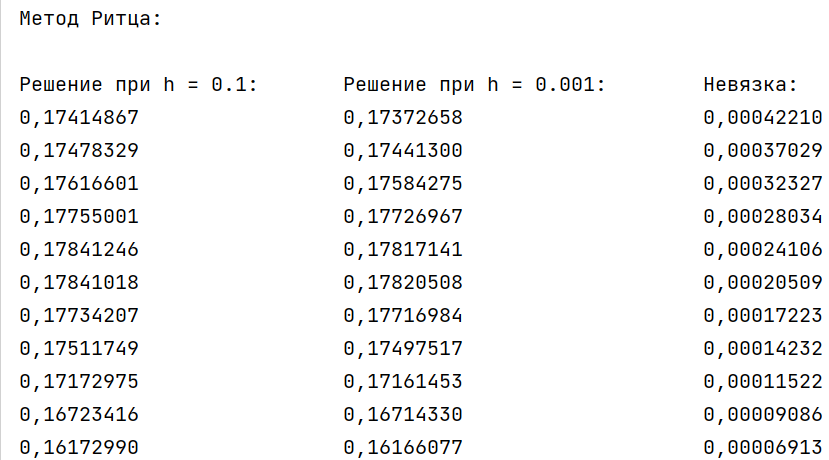 Метод Ритца:
Решение при h = 0.1: Решение при h = 0.001: Невязка:
0,17414867 0,17372658 0,00042210
0,17478329 0,17441300 0,00037029
0,17616601 0,17584275 0,00032327
0,17755001 0,17726967 0,00028034
0,17841246 0,17817141 0,00024106
0,17841018 0,17820508 0,00020509
0,17734207 0,17716984 0,00017223
0,17511749 0,17497517 0,00014232
0,17172975 0,17161453 0,00011522
0,16723416 0,16714330 0,00009086
0,16172990 0,16166077 0,00006913